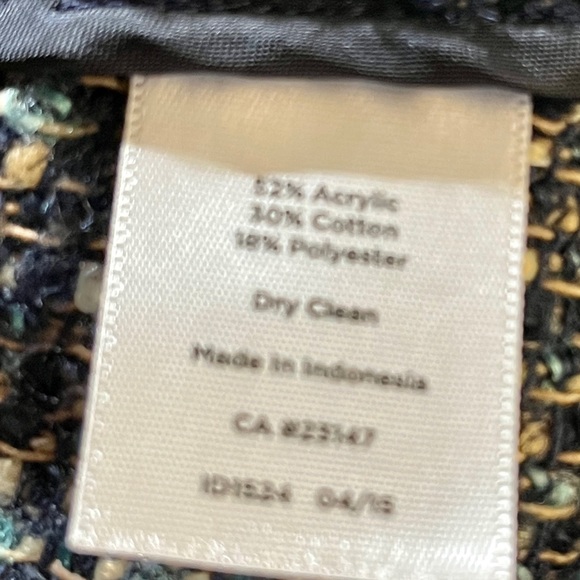 52% Acrylic
30% Cotton
18% Polyester
Dry Clean
Made in Indonesia
CA #23147
ID1524 04/15